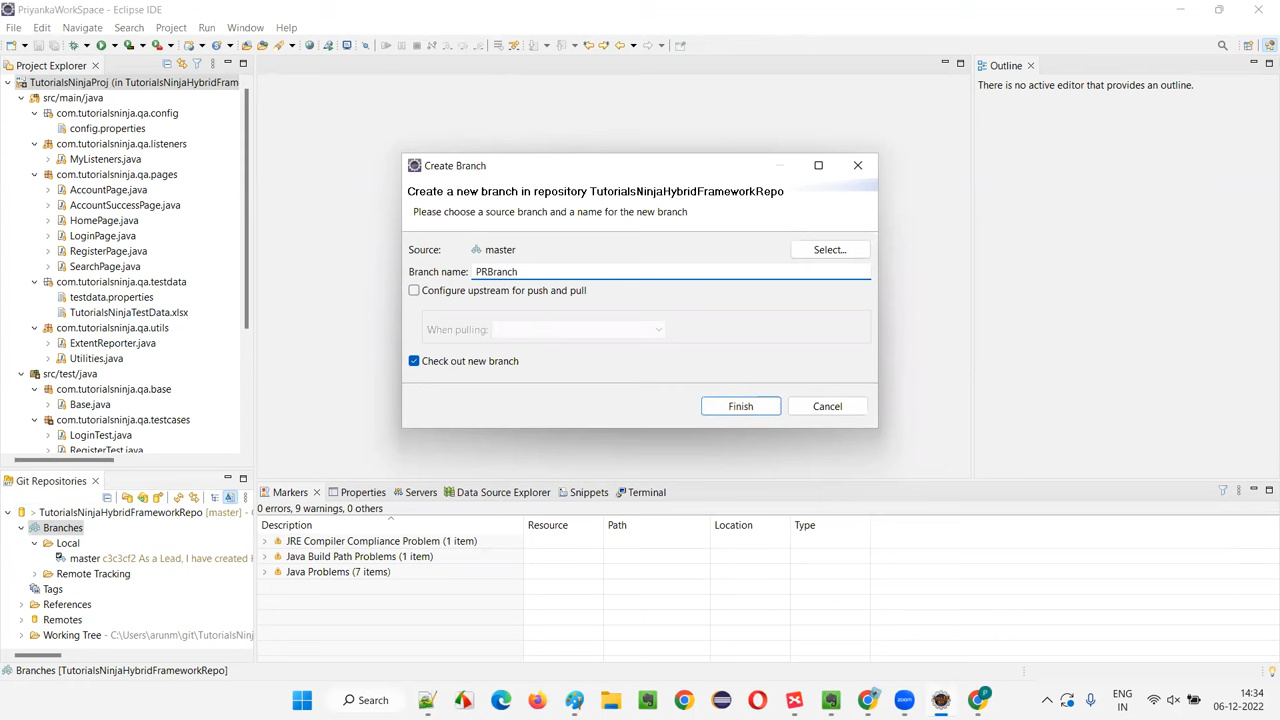 PriyankaWorkSpace - Eclipse IDE
File Edit Navigate Search Project Run Window Help
Project Explorer
TutorialsNinjaProj (in TutorialsNinjaHybridFram
src/main/java
com.tutorialsninja.qa.config
config.properties
com.tutorialsninja.qa.listeners
MyListeners.java
com.tutorialsninja.qa.pages
AccountPage.java
AccountSuccessPage.java
HomePage.java
LoginPage.java
RegisterPage.java
SearchPage.java
com.tutorialsninja.qa.testdata
testdata.properties
TutorialsNinjaTestData.xlsx
com.tutorialsninja.qa.utils
ExtentReporter.java
Utilities.java
src/test/java
com.tutorialsninja.qa.base
Base.java
com.tutorialsninja.qa.testcases
LoginTest.java
RegisterTest.java
Create Branch
Create a new branch in repository TutorialsNinjaHybridFrameworkRepo
Please choose a source branch and a name for the new branch
Source: master Select...
Branch name: PRBranch
Configure upstream for push and pull
When pulling:
Check out new branch
Finish Cancel
Outline
There is no active editor that provides an outline.
Git Repositories
> TutorialsNinjaHybridFrameworkRepo [master] -
Branches
Local
master c3c3cf2 As a Lead, I have created
Remote Tracking
Tags
References
Remotes
Working Tree - C:\Users\arunm\git\TutorialsNinj
Markers Properties Servers Data Source Explorer Snippets Terminal
0 errors, 9 warnings, 0 others
Description Resource Path Location Type
JRE Compiler Compliance Problem (1 item)
Java Build Path Problems (1 item)
Java Problems (7 items)
Branches [TutorialsNinjaHybridFrameworkRepo]
Search
ENG
IN
14:34
06-12-2022